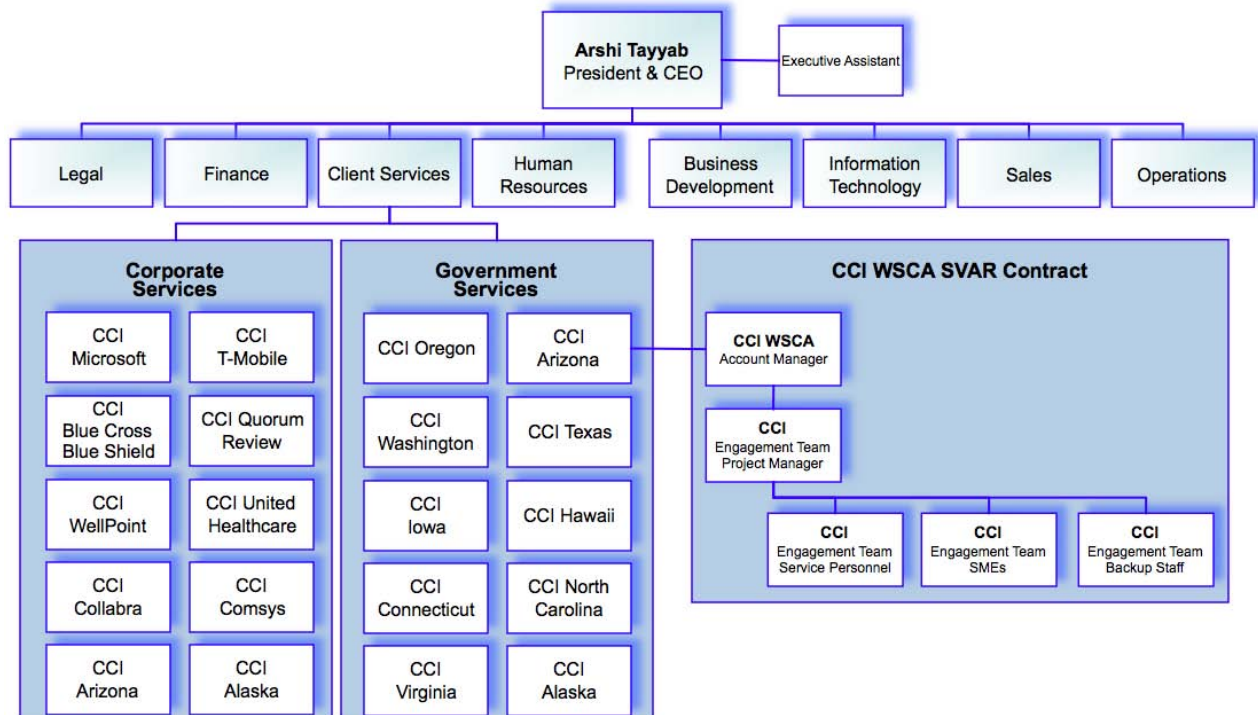 Arshi Tayyab
President & CEO
Executive Assistant
Legal
Finance
Client Services
Human
Resources
Business
Development
Information
Technology
Sales
Operations
Corporate
Services
CCI
Microsoft
CCI
T-Mobile
CCI
Blue Cross
Blue Shield
CCI Quorum
Review
CCI
WellPoint
CCI United
Healthcare
CCI
Collabra
CCI
Comsys
CCI
Arizona
CCI
Alaska
Government
Services
CCI Oregon
CCI
Arizona
CCI
Washington
CCI Texas
CCI
Iowa
CCI Hawaii
CCI
Connecticut
CCI North
Carolina
CCI
Virginia
CCI
Alaska
CCI WSCA SVAR Contract
CCI WSCA
Account Manager
CCI
Engagement Team
Project Manager
CCI
Engagement Team
Service Personnel
CCI
Engagement Team
SMEs
CCI
Engagement Team
Backup Staff